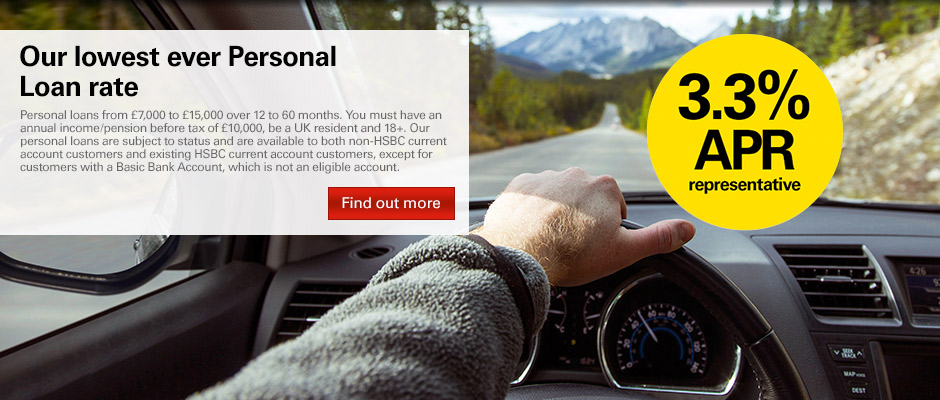 Our lowest ever Personal
Loan rate
Personal loans from £7,000 to £15,000 over 12 to 60 months. You must have an
annual income/pension before tax of £10,000, be a UK resident and 18+. Our
personal loans are subject to status and are available to both non-HSBC current
account customers and existing HSBC current account customers, except for
customers with a Basic Bank Account, which is not an eligible account.
Find out more
3.3%
APR
representative
4:26
SEEK
TRACK
MAP
DEST